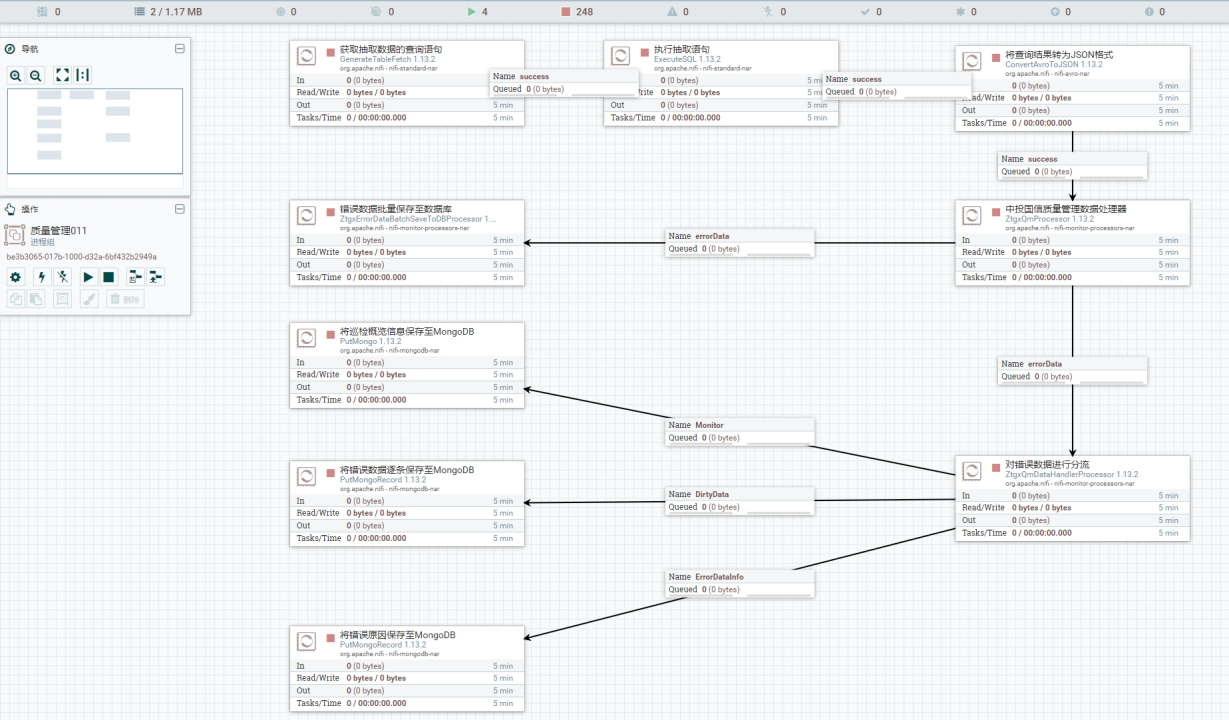 0
2 / 1.17 MB
0
0
4
248
0
0
0
0
0
0
导航
操作
质量管理011
进程组
be3b3065-017b-1000-d32a-6bf432b2949a
删除
获取抽取数据的查询语句
GenerateTableFetch 1.13.2
org.apache.nifi - nifi-standard-nar
In 0 (0 bytes) 5 min
Read/Write 0 bytes / 0 bytes 5 min
Out 0 (0 bytes) 5 min
Tasks/Time 0 / 00:00:00.000 5 min
Name success
Queued 0 (0 bytes)
执行抽取语句
ExecuteSQL 1.13.2
org.apache.nifi - nifi-standard-nar
0 (0 bytes) 5 mi
/rite 0 bytes / 0 bytes 5 m
Out 0 (0 bytes) 5 min
Tasks/Time 0 / 00:00:00.000 5 min
Name success
Queued 0 (0 bytes)
将查询结果转为JSON格式
ConvertAvroToJSON 1.13.2
org.apache.nifi - nifi-avro-nar
0 (0 bytes) 5 min
Read/Write 0 bytes / 0 bytes 5 min
Out 0 (0 bytes) 5 min
Tasks/Time 0 / 00:00:00.000 5 min
Name success
Queued 0 (0 bytes)
错误数据批量保存至数据库
ZtgxErrorDataBatchSaveToDBProcessor 1....
org.apache.nifi - nifi-monitor-processors-nar
In 0 (0 bytes) 5 min
Read/Write 0 bytes / 0 bytes 5 min
Out 0 (0 bytes) 5 min
Tasks/Time 0 / 00:00:00.000 5 min
Name errorData
Queued 0 (0 bytes)
中投国信质量管理数据处理器
ZtgxQmProcessor 1.13.2
org.apache.nifi - nifi-monitor-processors-nar
In 0 (0 bytes) 5 min
Read/Write 0 bytes / 0 bytes 5 min
Out 0 (0 bytes) 5 min
Tasks/Time 0 / 00:00:00.000 5 min
将巡检概览信息保存至MongoDB
PutMongo 1.13.2
org.apache.nifi - nifi-mongodb-nar
In 0 (0 bytes) 5 min
Read/Write 0 bytes / 0 bytes 5 min
Out 0 (0 bytes) 5 min
Tasks/Time 0 / 00:00:00.000 5 min
Name errorData
Queued 0 (0 bytes)
Name Monitor
Queued 0 (0 bytes)
将错误数据逐条保存至MongoDB
PutMongoRecord 1.13.2
org.apache.nifi - nifi-mongodb-nar
In 0 (0 bytes) 5 min
Read/Write 0 bytes / 0 bytes 5 min
Out 0 (0 bytes) 5 min
Tasks/Time 0 / 00:00:00.000 5 min
Name DirtyData
Queued 0 (0 bytes)
对错误数据进行分流
ZtgxQmDataHandlerProcessor 1.13.2
org.apache.nifi - nifi-monitor-processors-nar
In 0 (0 bytes) 5 min
Read/Write 0 bytes / 0 bytes 5 min
Out 0 (0 bytes) 5 min
Tasks/Time 0 / 00:00:00.000 5 min
Name ErrorDataInfo
Queued 0 (0 bytes)
将错误原因保存至MongoDB
PutMongoRecord 1.13.2
org.apache.nifi - nifi-mongodb-nar
In 0 (0 bytes) 5 min
Read/Write 0 bytes / 0 bytes 5 min
Out 0 (0 bytes) 5 min
Tasks/Time 0 / 00:00:00.000 5 min